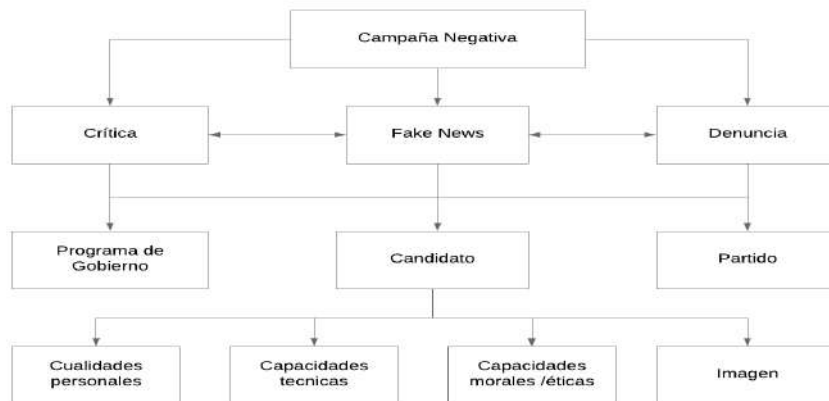 Campaña Negativa
Crítica
Fake News
Denuncia
Programa de
Gobierno
Candidato
Partido
Cualidades
personales
Capacidades
tecnicas
Capacidades
morales /éticas
Imagen